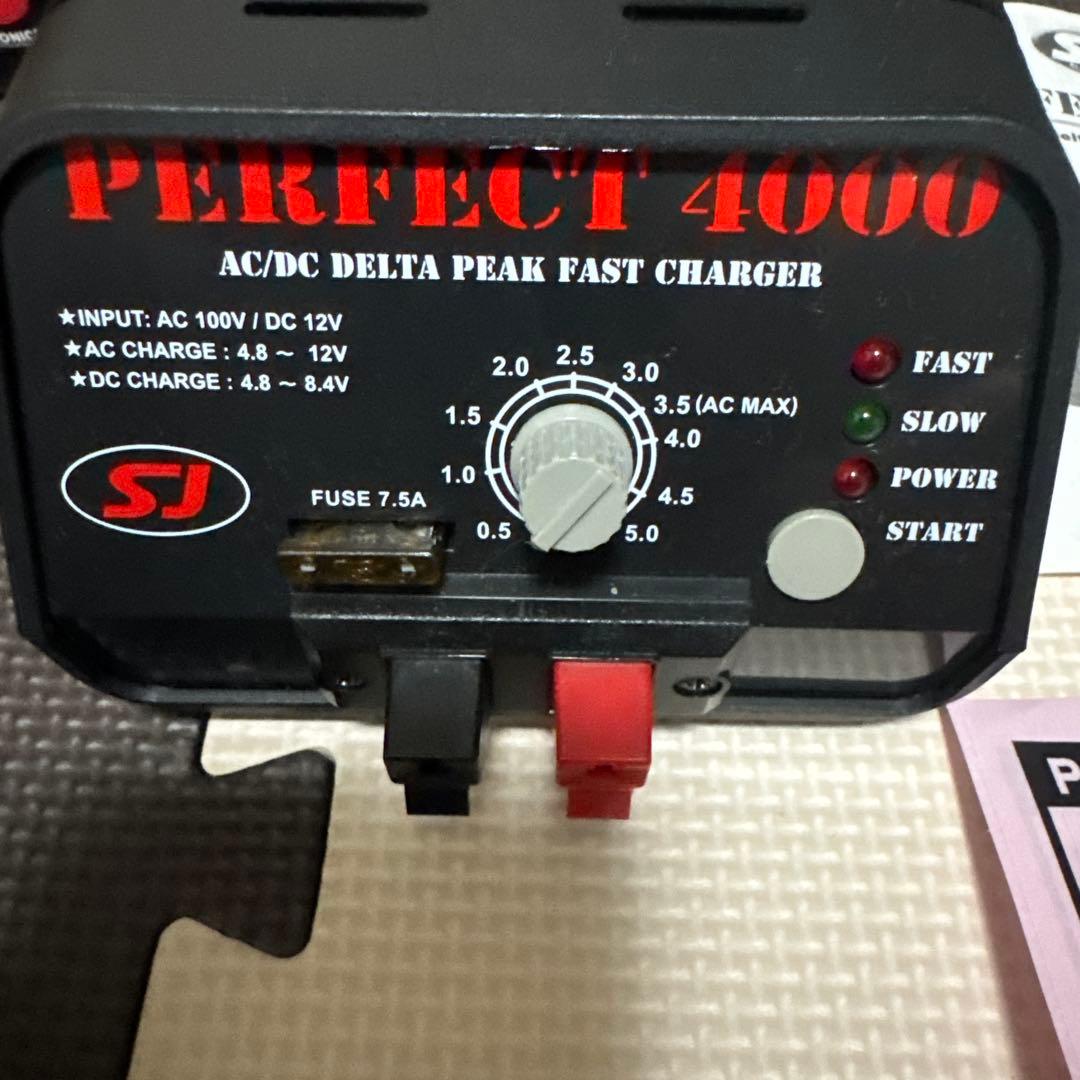 PERFECT 4000
AC/DC DELTA PEAK FAST CHARGER
★INPUT: AC 100V / DC 12V
★AC CHARGE : 4.8 ～ 12V
★DC CHARGE : 4.8 ～ 8.4V
SJ
FUSE 7.5A
0.5
1.0
1.5
2.0
2.5
3.0
3.5 (AC MAX)
4.0
4.5
5.0
FAST
SLOW
POWER
START